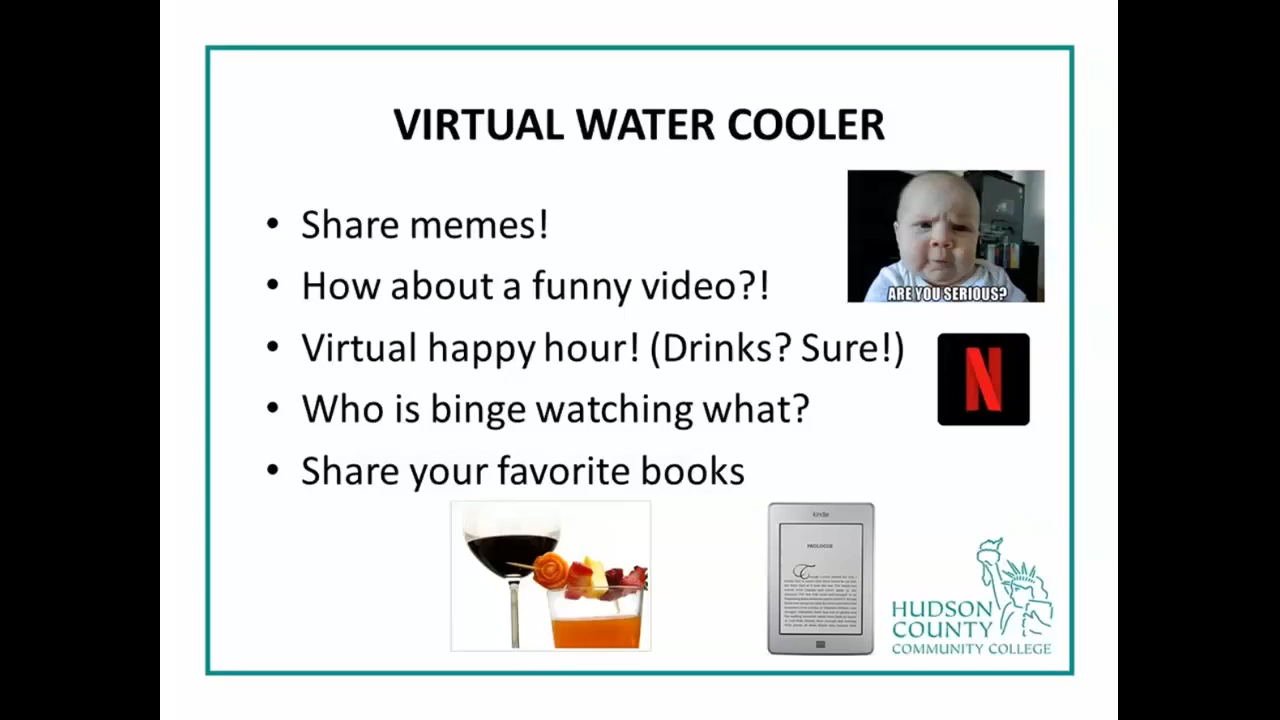 VIRTUAL WATER COOLER
• Share memes!
• How about a funny video?!
• Virtual happy hour! (Drinks? Sure!)
• Who is binge watching what?
• Share your favorite books
ARE YOU SERIOUS?
N
kindle
PROLOGUE
HUDSON
COUNTY
COMMUNITY COLLEGE